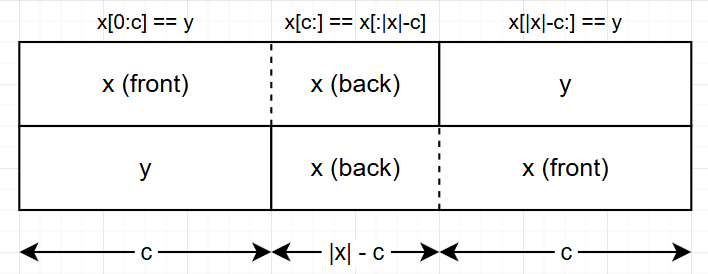 x[0:c] == y x[c:] == x[:|x|-c] x[|x|-c:] == y
x (front) x (back) y
y x (back) x (front)
c |x| - c c